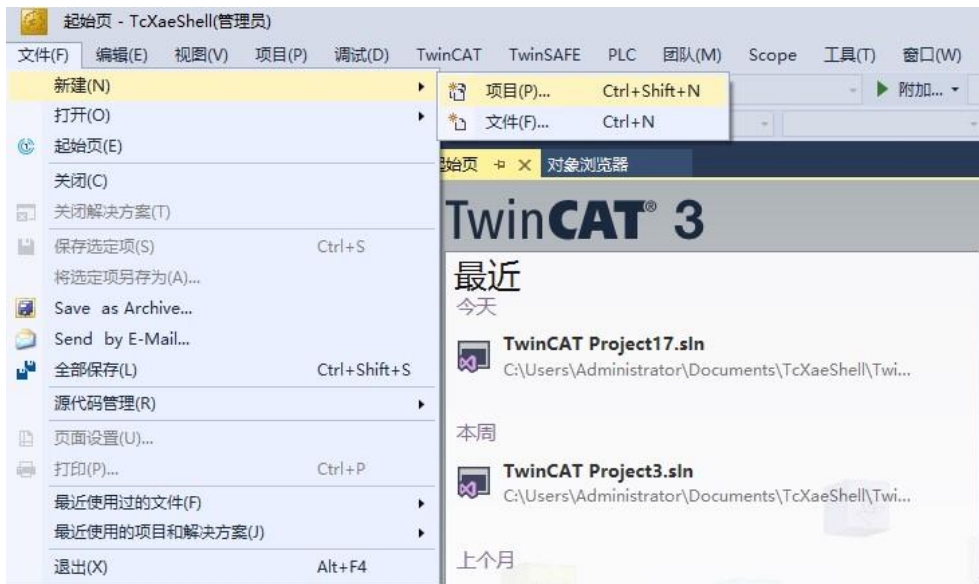 起始页 - TcXaeShell(管理员)
文件(F) 编辑(E) 视图(V) 项目(P) 调试(D) TwinCAT TwinSAFE PLC 团队(M) Scope 工具(T) 窗口(W)
新建(N)
项目(P)... Ctrl+Shift+N
附加...
打开(O)
文件(F)... Ctrl+N
起始页(E)
起始页 对象浏览器
关闭(C)
关闭解决方案(T)
TwinCAT® 3
保存选定项(S) Ctrl+S
将选定项另存为(A)...
最近
今天
Save as Archive...
Send by E-Mail...
TwinCAT Project17.sln
全部保存(L) Ctrl+Shift+S
C:\Users\Administrator\Documents\TcXaeShell\Twi...
源代码管理(R)
页面设置(U)...
本周
打印(P)... Ctrl+P
TwinCAT Project3.sln
最近使用过的文件(F)
C:\Users\Administrator\Documents\TcXaeShell\Twi...
最近使用的项目和解决方案(J)
退出(X) Alt+F4
上个月